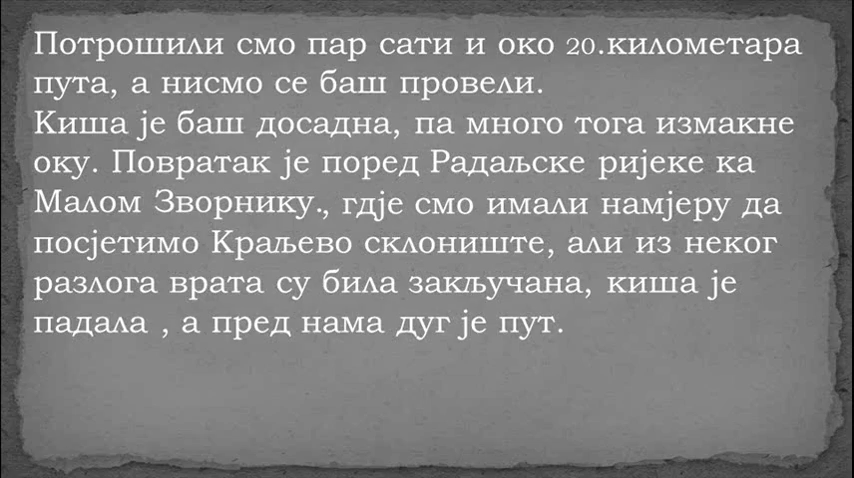 Потрошили смо пар сати и око 20.километара
пута, а нисмо се баш провели.
Киша је баш досадна, па много тога измакне
оку. Повратак је поред Радаљске ријеке ка
Малом Зворнику., гдје смо имали намјеру да
посјетимо Краљево склониште, али из неког
разлога врата су била закључана, киша је
падала , а пред нама дуг је пут.